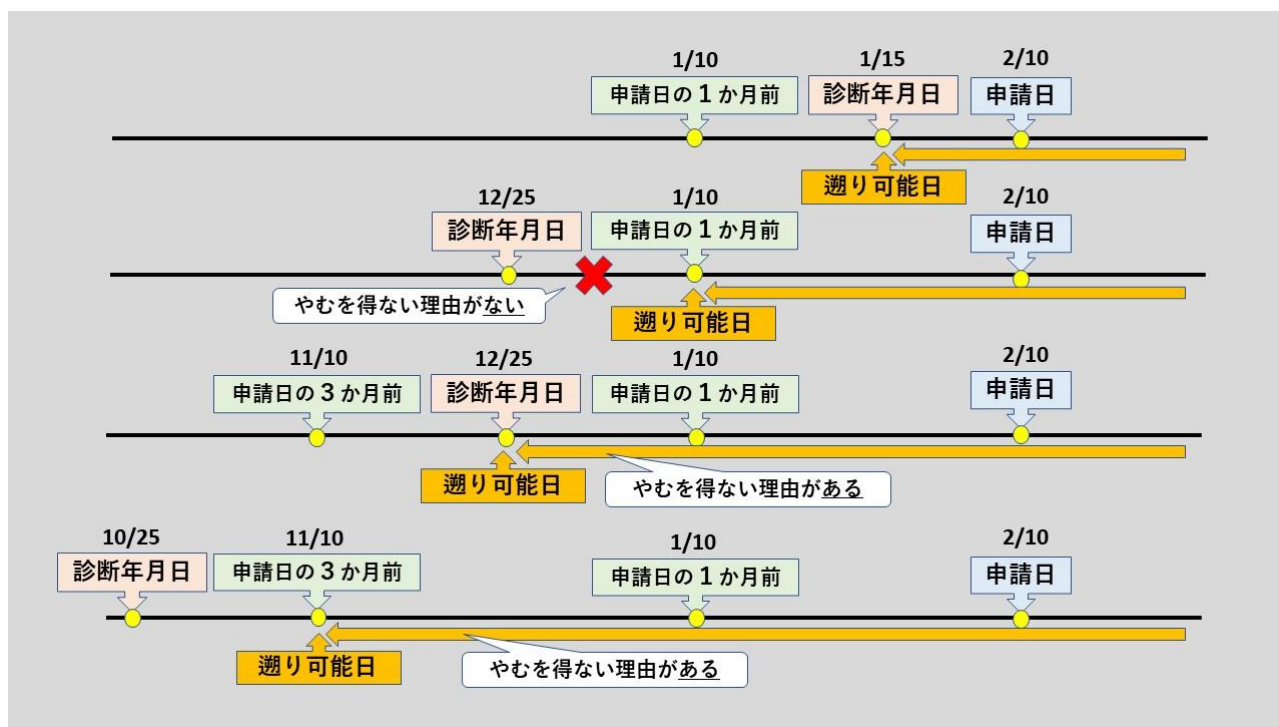 1/10 1/15 2/10
申請日の１か月前 診断年月日 申請日
遡り可能日
12/25 1/10 2/10
診断年月日 申請日の１か月前 申請日
やむを得ない理由がない
遡り可能日
11/10 12/25 1/10 2/10
申請日の３か月前 診断年月日 申請日の１か月前 申請日
遡り可能日 やむを得ない理由がある
10/25 11/10 1/10 2/10
診断年月日 申請日の３か月前 申請日の１か月前 申請日
遡り可能日 やむを得ない理由がある